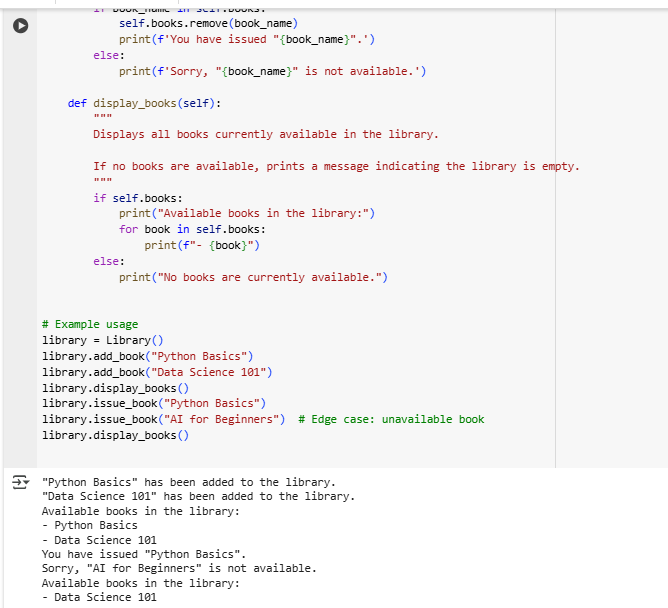 if book_name in self.books:
            self.books.remove(book_name)
            print(f'You have issued "{book_name}".')
        else:
            print(f'Sorry, "{book_name}" is not available.')

    def display_books(self):
        """
        Displays all books currently available in the library.

        If no books are available, prints a message indicating the library is empty.
        """
        if self.books:
            print("Available books in the library:")
            for book in self.books:
                print(f"- {book}")
        else:
            print("No books are currently available.")


# Example usage
library = Library()
library.add_book("Python Basics")
library.add_book("Data Science 101")
library.display_books()
library.issue_book("Python Basics")
library.issue_book("AI for Beginners")  # Edge case: unavailable book
library.display_books()

"Python Basics" has been added to the library.
"Data Science 101" has been added to the library.
Available books in the library:
- Python Basics
- Data Science 101
You have issued "Python Basics".
Sorry, "AI for Beginners" is not available.
Available books in the library:
- Data Science 101